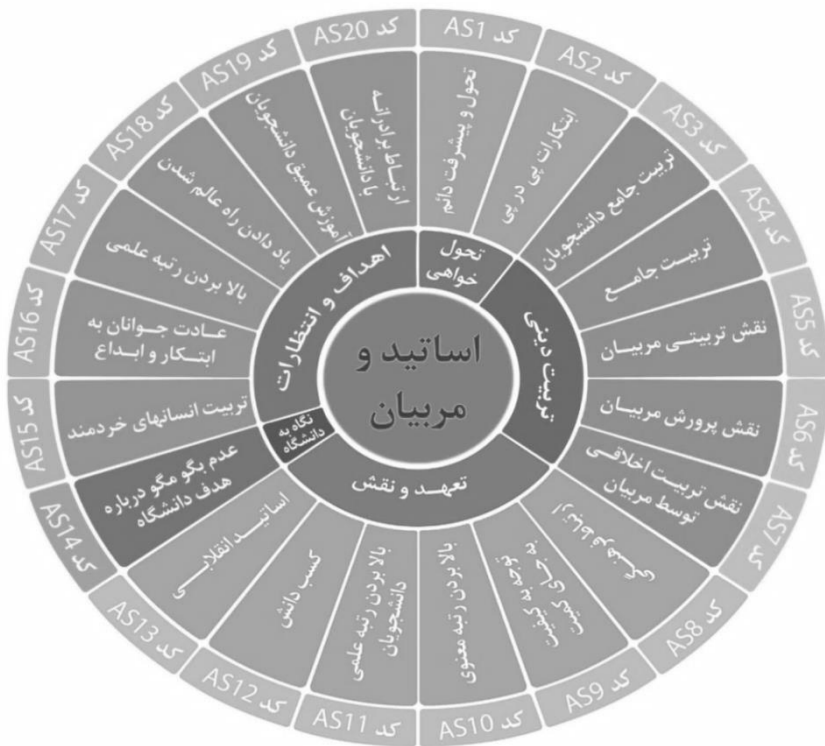 اساتید و
مربیان
تحول
خواهی
تربیت دینی
تعهد و نقش
نگاه به
دانشگاه
اهداف و انتظارات
کد AS1
تحول و پیشرفت دائم
کد AS2
ابتکارات پی در پی
کد AS3
تربیت جامع دانشجویان
کد AS4
تربیت جامع
کد AS5
نقش تربیتی مربیان
کد AS6
نقش پرورش مربیان
کد AS7
نقش تربیت اخلاقی
توسط مربیان
کد AS8
ارتباط فرهنگی
کد AS9
توجه به کیفیت
به جای کمیت
کد AS10
بالا بردن رتبه معنوی
کد AS11
بالا بردن رتبه علمی
دانشجویان
کد AS12
کسب دانش
کد AS13
اساتید انقلابی
کد AS14
عدم بگو مگو درباره
هدف دانشگاه
کد AS15
تربیت انسانهای خردمند
کد AS16
عادت جوانان به
ابتکار و ابداع
کد AS17
بالا بردن رتبه علمی
کد AS18
یاد دادن راه عالم شدن
کد AS19
آموزش عمیق دانشجویان
کد AS20
ارتباط برادرانه
با دانشجویان